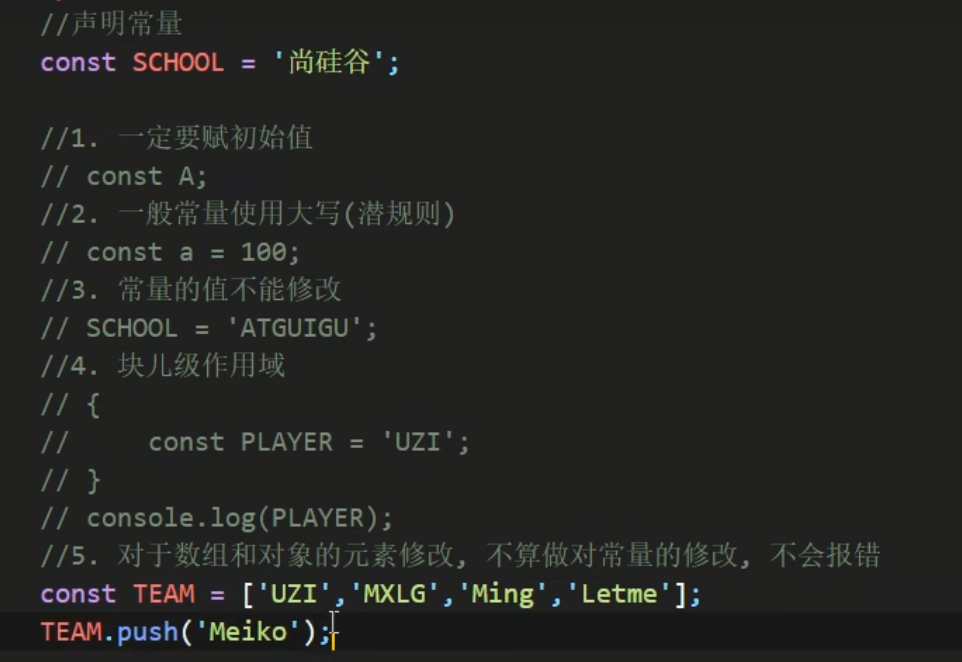 //声明常量
const SCHOOL = '尚硅谷';
//1. 一定要赋初始值
// const A;
//2. 一般常量使用大写(潜规则)
// const a = 100;
//3. 常量的值不能修改
// SCHOOL = 'ATGUIGU';
//4. 块儿级作用域
// {
//     const PLAYER = 'UZI';
// }
// console.log(PLAYER);
//5. 对于数组和对象的元素修改, 不算做对常量的修改, 不会报错
const TEAM = ['UZI','MXLG','Ming','Letme'];
TEAM.push('Meiko');